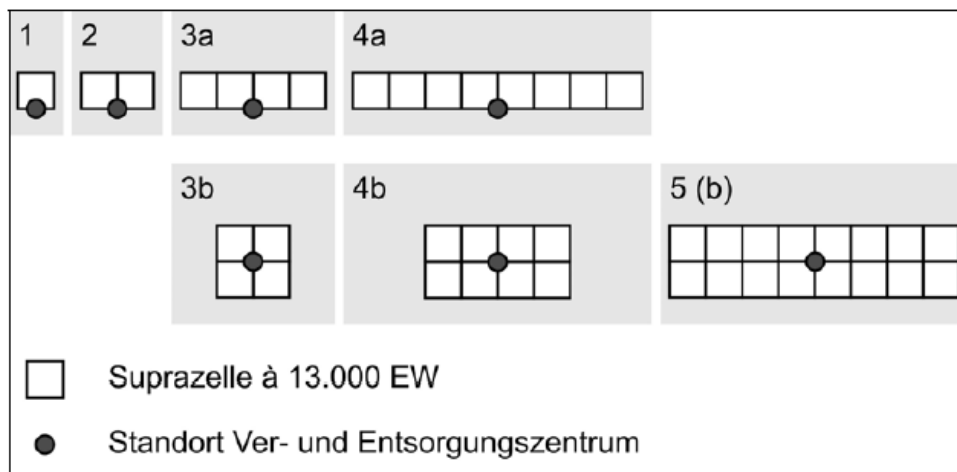 1 2 3a 4a
3b 4b 5 (b)
Suprazelle à 13.000 EW
Standort Ver- und Entsorgungszentrum